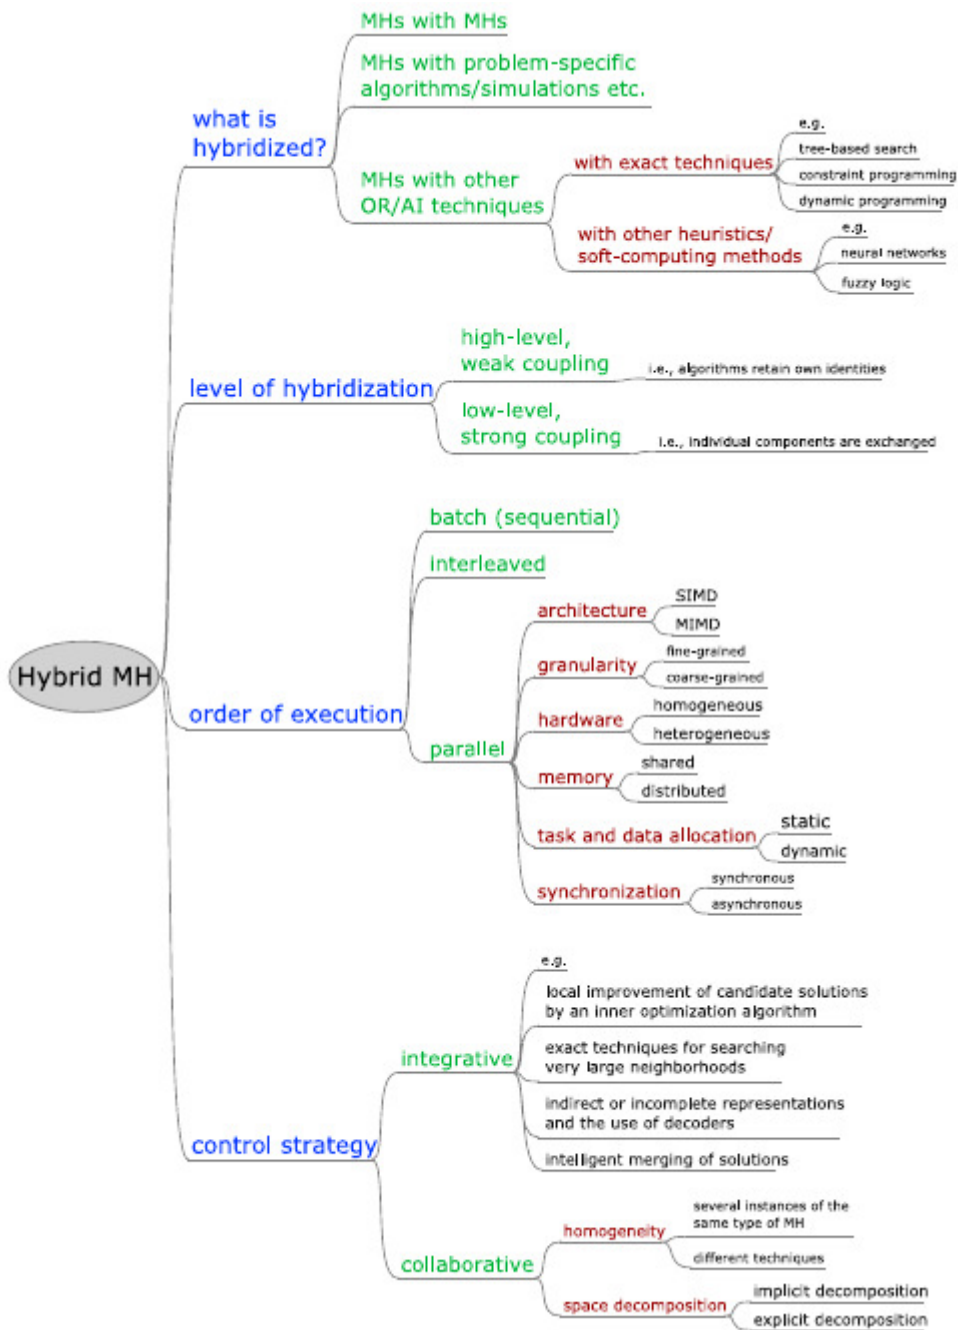 MHs with MHs
MHs with problem-specific
algorithms/simulations etc.
what is
hybridized?
MHs with other
OR/AI techniques
with exact techniques
e.g.
tree-based search
constraint programming
dynamic programming
with other heuristics/
soft-computing methods
e.g.
neural networks
fuzzy logic
level of hybridization
high-level,
weak coupling
i.e., algorithms retain own identities
low-level,
strong coupling
i.e., individual components are exchanged
Hybrid MH
order of execution
batch (sequential)
interleaved
parallel
architecture
SIMD
MIMD
granularity
fine-grained
coarse-grained
hardware
homogeneous
heterogeneous
memory
shared
distributed
task and data allocation
static
dynamic
synchronization
synchronous
asynchronous
control strategy
integrative
e.g.
local improvement of candidate solutions
by an inner optimization algorithm
exact techniques for searching
very large neighborhoods
indirect or incomplete representations
and the use of decoders
intelligent merging of solutions
collaborative
homogeneity
several instances of the
same type of MH
different techniques
space decomposition
implicit decomposition
explicit decomposition